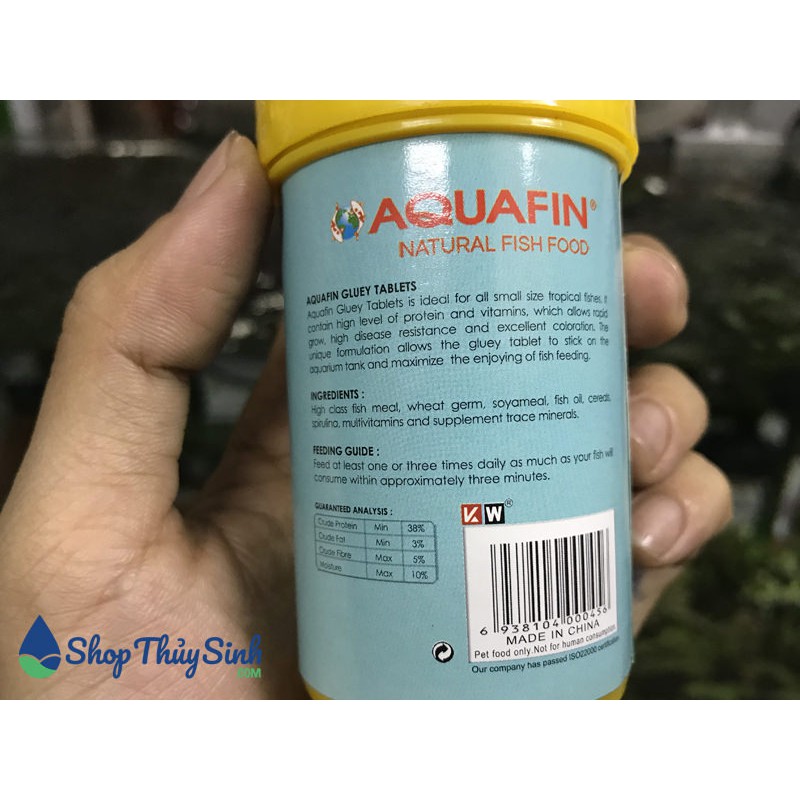 AQUAFIN®
NATURAL FISH FOOD
AQUAFIN GLUEY TABLETS
Aquafin Gluey Tablets is ideal for all small size tropical fishes. It
contain hign level of protein and vitamins, which allows rapid
grow, high disease resistance and excellent coloration. The
unique formulation allows the gluey tablet to stick on the
aquarium tank and maximize the enjoying of fish feeding.
INGREDIENTS :
High class fish meal, wheat germ, soyameal, fish oil, cereals,
spirulina, multivitamins and supplement trace minerals.
FEEDING GUIDE :
Feed at least one or three times daily as much as your fish will
consume within approximately three minutes.
GUARANTEED ANALYSIS :
Crude Protein Min 38%
Crude Fat Min 3%
Crude Fibre Max 5%
Moisture Max 10%
KW®
6 938104 000456
MADE IN CHINA
Pet food only.Not for human consumption.
Our company has passed ISO22000 certification
ShopThủySinh
.COM